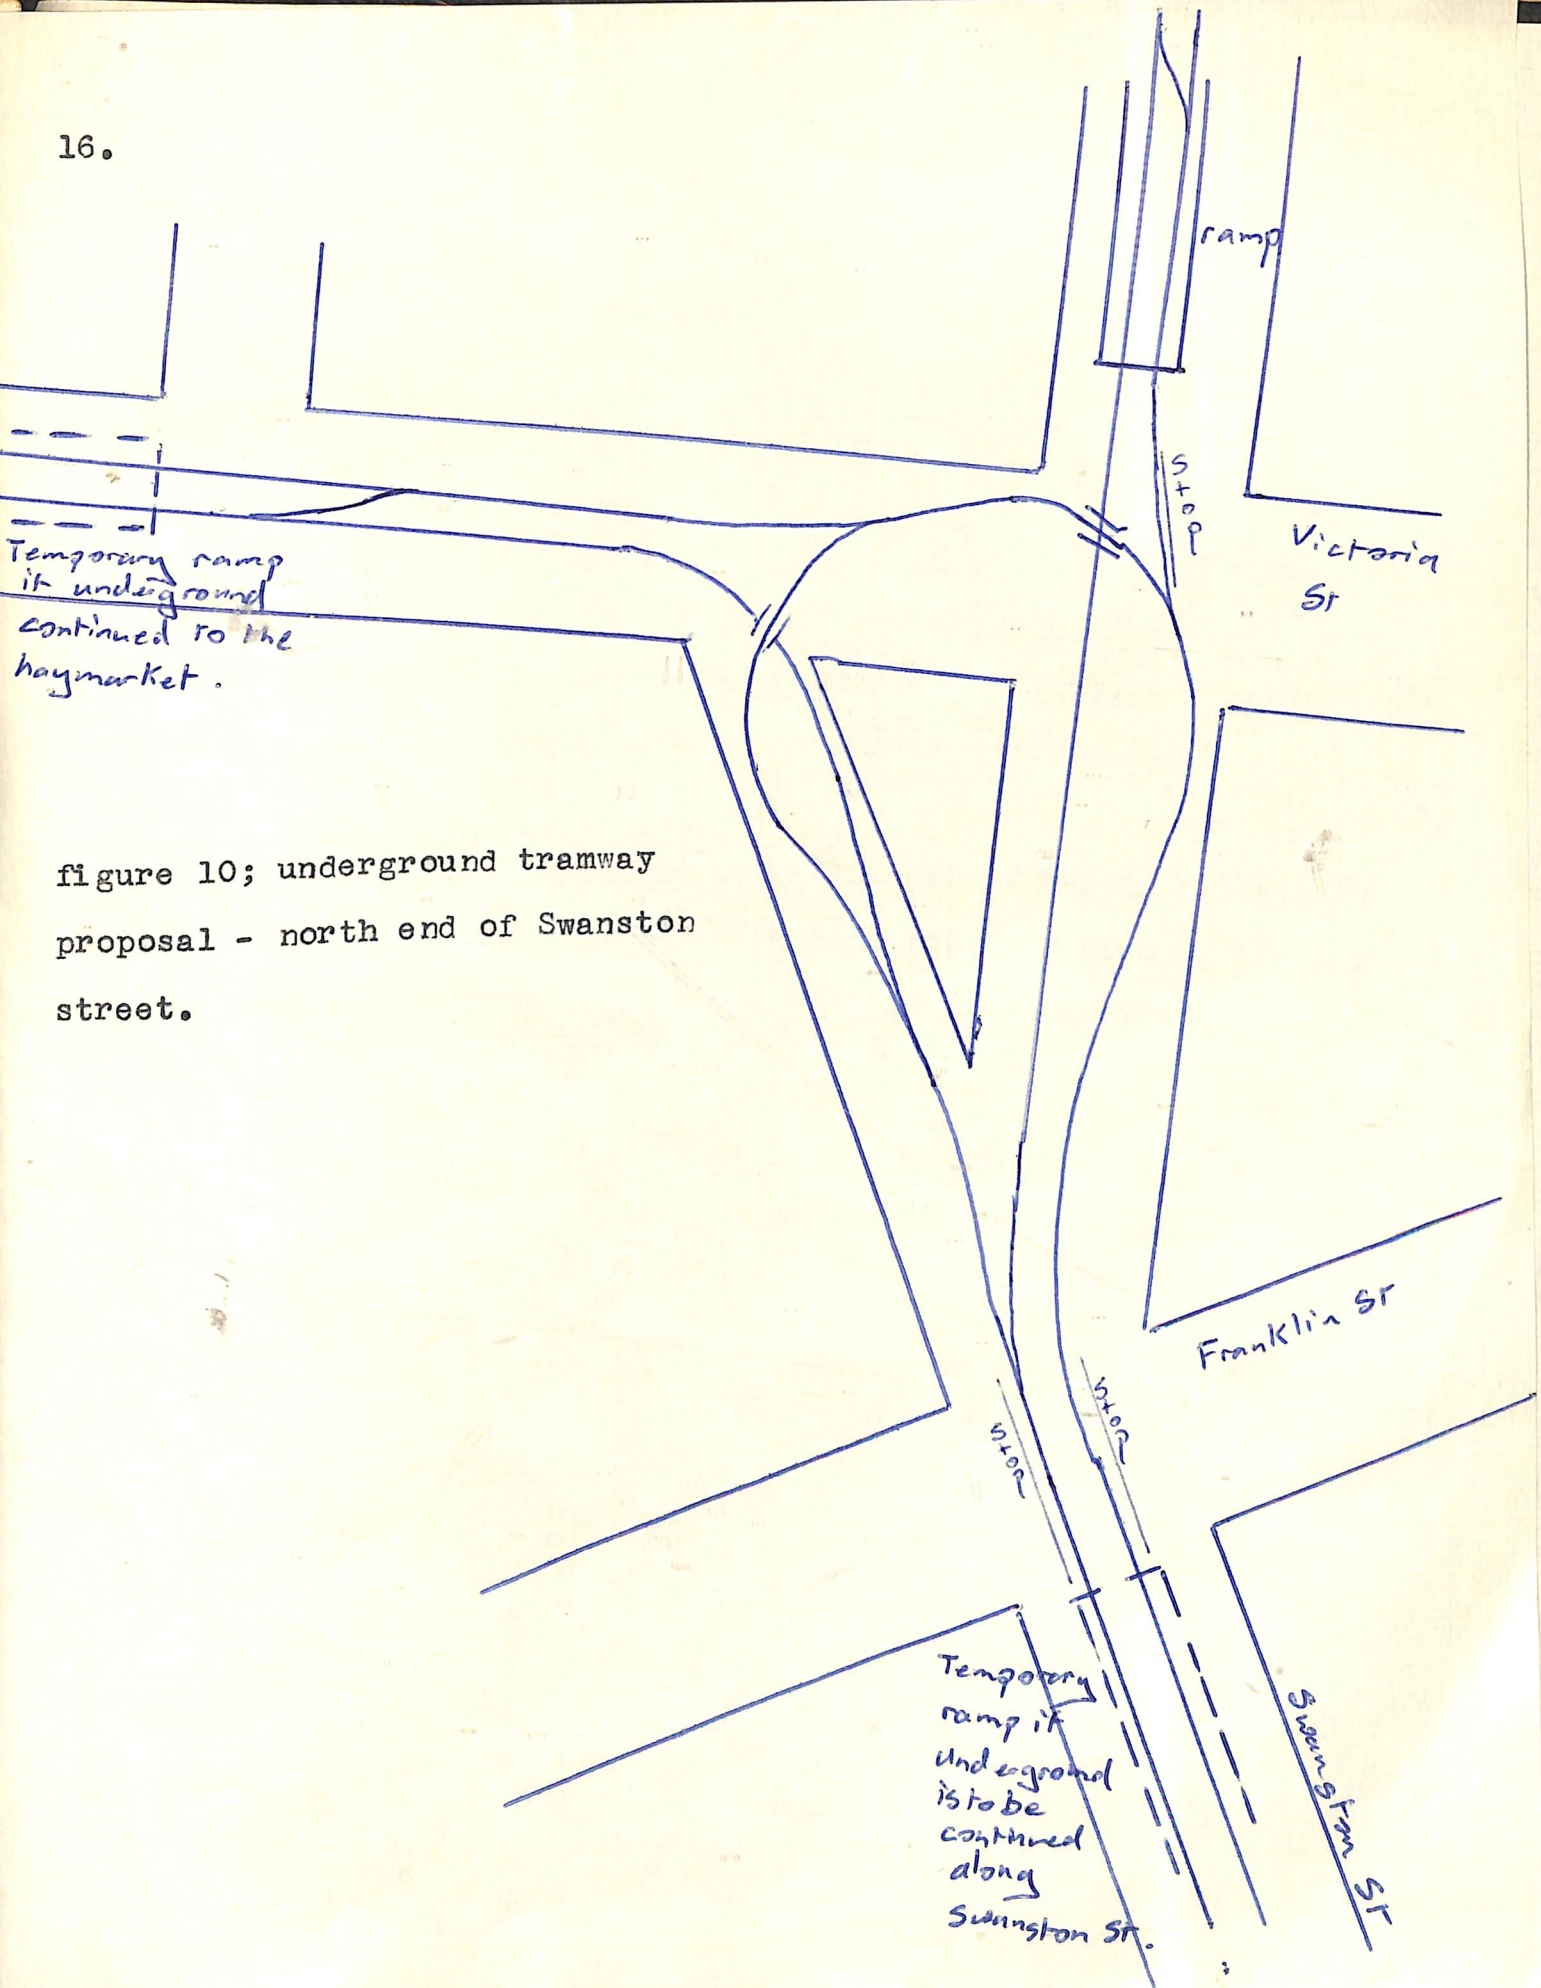 16.
ramp
Stop
Victoria
St
Temporary ramp
if underground
continued to the
haymarket.
figure 10; underground tramway
proposal - north end of Swanston
street.
Franklin St
Stop
Stop
Temporary
ramp if
underground
is to be
continued
along
Swanston St.
Swanston St